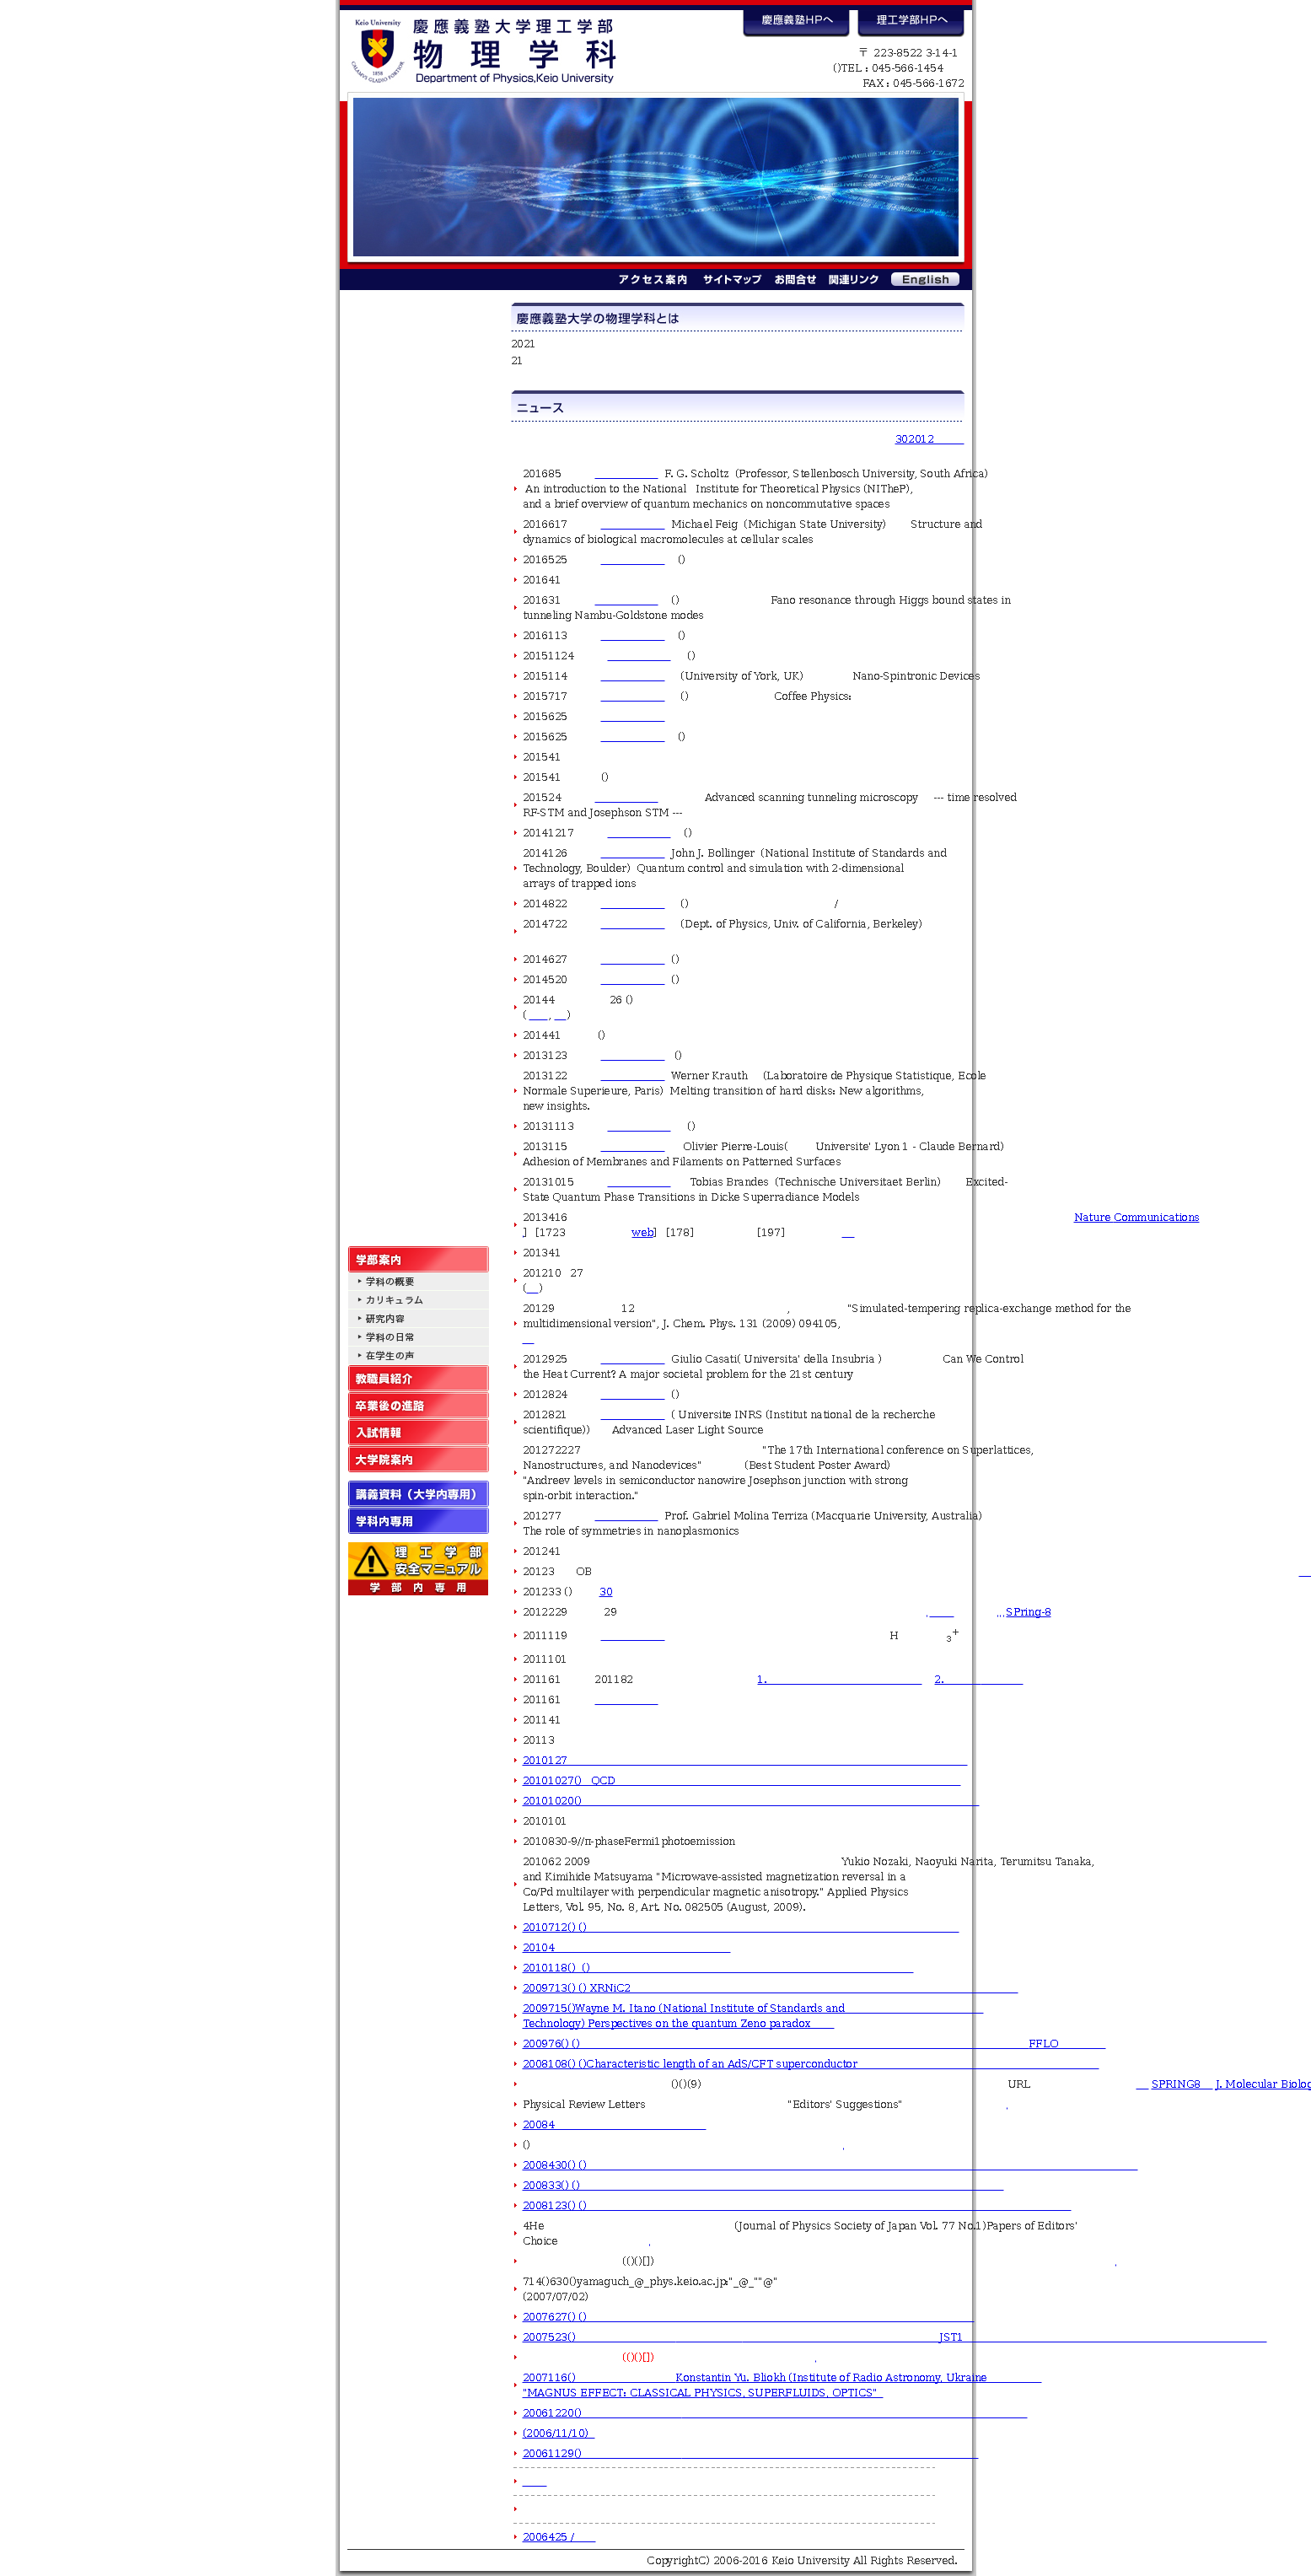 Keio University
1858
CALAMVS GLADIO FORTIOR
慶應義塾大学理工学部
物理学科
Department of Physics,Keio University
慶應義塾HPへ
理工学部HPへ
〒 223-8522 3-14-1
()TEL : 045-566-1454
FAX : 045-566-1672
アクセス案内
サイトマップ
お問合せ
関連リンク
English
慶應義塾大学の物理学科とは
2021
21
ニュース
302012
201685 F. G. Scholtz (Professor, Stellenbosch University, South Africa)
An introduction to the National Institute for Theoretical Physics (NITheP),
and a brief overview of quantum mechanics on noncommutative spaces
2016617 Michael Feig (Michigan State University) Structure and
dynamics of biological macromolecules at cellular scales
2016525 ()
201641
201631 () Fano resonance through Higgs bound states in
tunneling Nambu-Goldstone modes
2016113 ()
20151124 ()
2015114 (University of York, UK) Nano-Spintronic Devices
2015717 () Coffee Physics:
2015625
2015625 ()
201541
201541 ()
201524 Advanced scanning tunneling microscopy --- time resolved
RF-STM and Josephson STM ---
20141217 ()
2014126 John J. Bollinger (National Institute of Standards and
Technology, Boulder) Quantum control and simulation with 2-dimensional
arrays of trapped ions
2014822 () /
2014722 (Dept. of Physics, Univ. of California, Berkeley)
2014627 ()
2014520 ()
20144 26 ()
( , )
201441 ()
2013123 ()
2013122 Werner Krauth (Laboratoire de Physique Statistique, Ecole
Normale Superieure, Paris) Melting transition of hard disks: New algorithms,
new insights.
20131113 ()
2013115 Olivier Pierre-Louis( Universite' Lyon 1 - Claude Bernard)
Adhesion of Membranes and Filaments on Patterned Surfaces
20131015 Tobias Brandes (Technische Universitaet Berlin) Excited-
State Quantum Phase Transitions in Dicke Superradiance Models
2013416 Nature Communications
] [1723 web] [178] [197]
201341
201210 27
( )
20129 12 , "Simulated-tempering replica-exchange method for the
multidimensional version", J. Chem. Phys. 131 (2009) 094105,
2012925 Giulio Casati( Universita' della Insubria ) Can We Control
the Heat Current? A major societal problem for the 21st century
2012824 ()
2012821 ( Universite INRS (Institut national de la recherche
scientifique)) Advanced Laser Light Source
201272227 "The 17th International conference on Superlattices,
Nanostructures, and Nanodevices" (Best Student Poster Award)
"Andreev levels in semiconductor nanowire Josephson junction with strong
spin-orbit interaction."
201277 Prof. Gabriel Molina Terriza (Macquarie University, Australia)
The role of symmetries in nanoplasmonics
201241
20123 OB
201233 () 30
2012229 29 , ,,, SPring-8
2011119 H 3+
2011101
201161 201182 1. 2.
201161
201141
20113
2010127
20101027() QCD
20101020()
2010101
2010830-9//π-phaseFermi1photoemission
201062 2009 Yukio Nozaki, Naoyuki Narita, Terumitsu Tanaka,
and Kimihide Matsuyama "Microwave-assisted magnetization reversal in a
Co/Pd multilayer with perpendicular magnetic anisotropy." Applied Physics
Letters, Vol. 95, No. 8, Art. No. 082505 (August, 2009).
2010712() ()
20104
2010118() ()
2009713() () XRNiC2
2009715()Wayne M. Itano (National Institute of Standards and
Technology) Perspectives on the quantum Zeno paradox
200976() () FFLO
2008108() ()Characteristic length of an AdS/CFT superconductor
()()(9) URL SPRING8 J. Molecular Biolog
Physical Review Letters "Editors' Suggestions" ,
20084
() ,
2008430() ()
200833() ()
2008123() ()
4He (Journal of Physics Society of Japan Vol. 77 No.1)Papers of Editors'
Choice ,
(()()[]) ,
714()630()yamaguch_@_phys.keio.ac.jp:"_@_""@"
(2007/07/02)
2007627() ()
2007523() JST1
(()()[]) ,
2007116() Konstantin Yu. Bliokh (Institute of Radio Astronomy, Ukraine
"MAGNUS EFFECT: CLASSICAL PHYSICS, SUPERFLUIDS, OPTICS"
20061220()
(2006/11/10)
20061129()
2006425 /
学部案内
学科の概要
カリキュラム
研究内容
学科の日常
在学生の声
教職員紹介
卒業後の進路
入試情報
大学院案内
講義資料（大学内専用）
学科内専用
理工学部
安全マニュアル
学部内専用
CopyrightC) 2006-2016 Keio University All Rights Reserved.